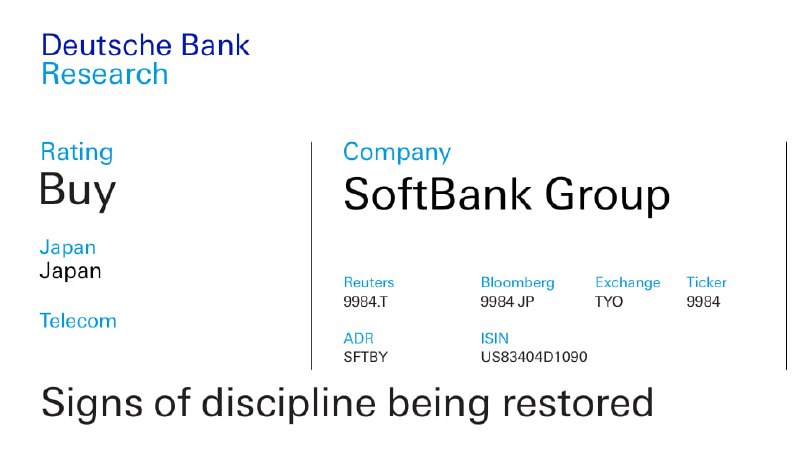 Deutsche Bank
Research
Rating
Buy
Japan
Japan
Telecom
Company
SoftBank Group
Reuters Bloomberg Exchange Ticker
9984.T 9984 JP TYO 9984
ADR ISIN
SFTBY US83404D1090
Signs of discipline being restored